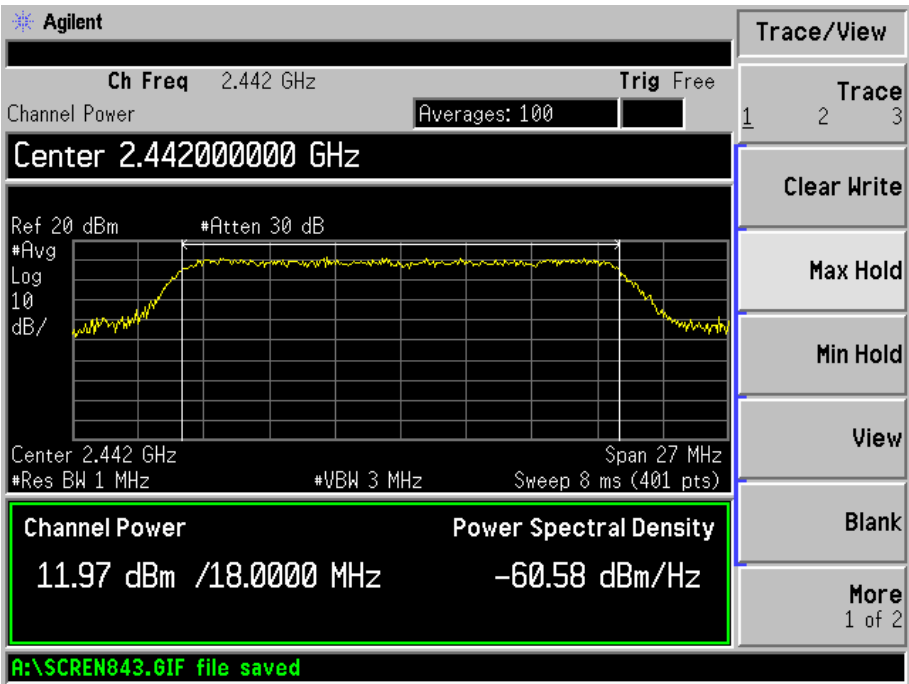 Agilent
Trace/View
Ch Freq 2.442 GHz Trig Free
Channel Power Averages: 100
Center 2.442000000 GHz
Ref 20 dBm #Atten 30 dB
#Avg
Log
10
dB/
Center 2.442 GHz Span 27 MHz
#Res BW 1 MHz #VBW 3 MHz Sweep 8 ms (401 pts)
Channel Power Power Spectral Density
11.97 dBm /18.0000 MHz -60.58 dBm/Hz
A:\SCREN843.GIF file saved
Trace
1 2 3
Clear Write
Max Hold
Min Hold
View
Blank
More
1 of 2